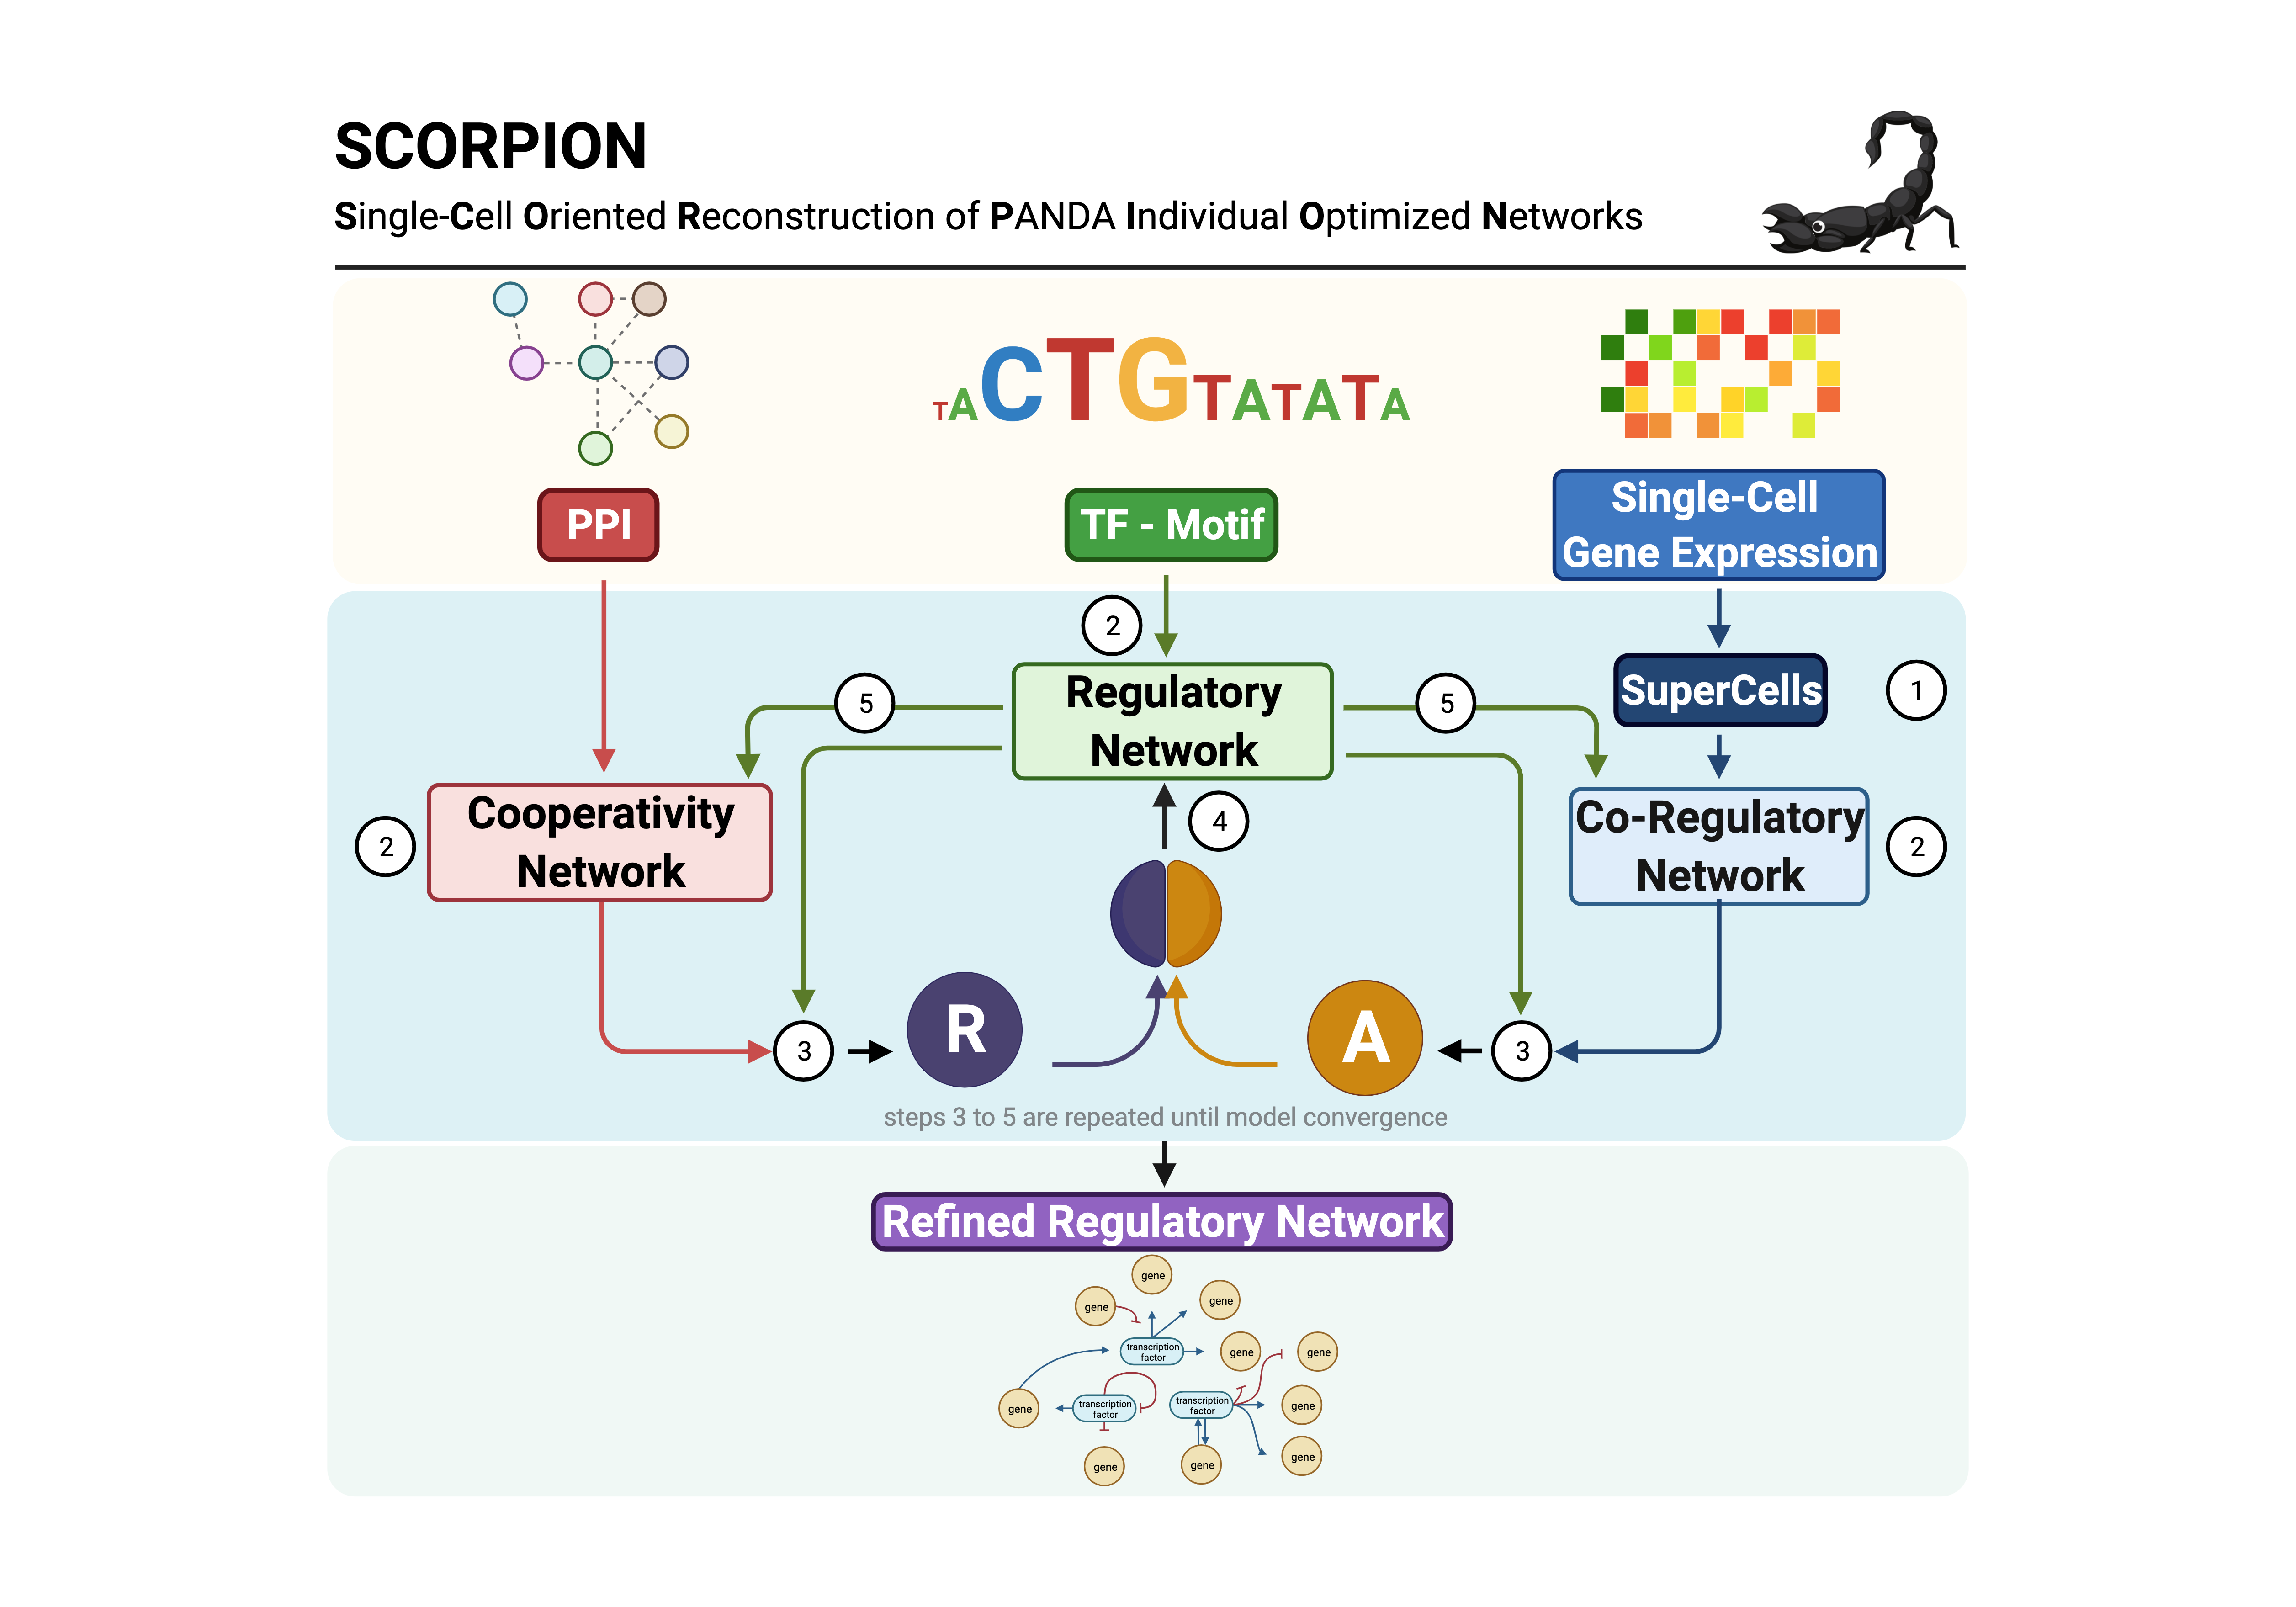 SCORPION
Single-Cell Oriented Reconstruction of PANDA Individual Optimized Networks
TACTGTATATA
PPI
TF - Motif
Single-Cell
Gene Expression
2
5
Regulatory
Network
5
SuperCells
1
2
Cooperativity
Network
4
Co-Regulatory
Network
2
3
R
A
3
steps 3 to 5 are repeated until model convergence
Refined Regulatory Network
gene
gene
gene
transcription
factor
gene
gene
gene
transcription
factor
transcription
factor
gene
gene
gene
gene